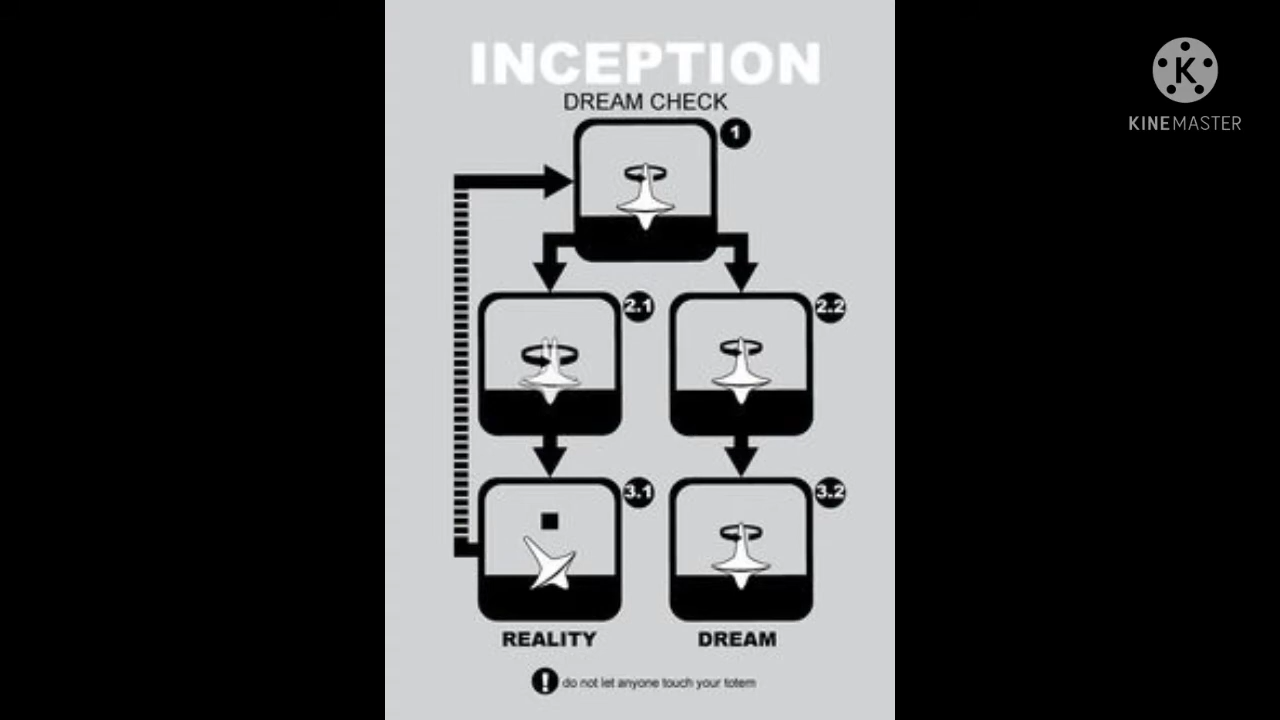 INCEPTION
DREAM CHECK
1
2.1
2.2
3.1
3.2
REALITY
DREAM
! do not let anyone touch your totem
K
KINEMASTER